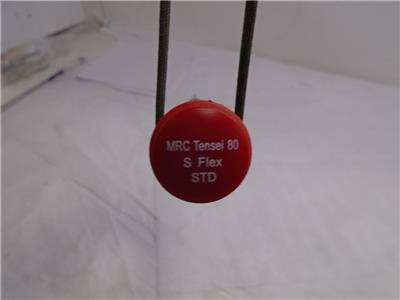 MRC Tensei 80
S Flex
STD